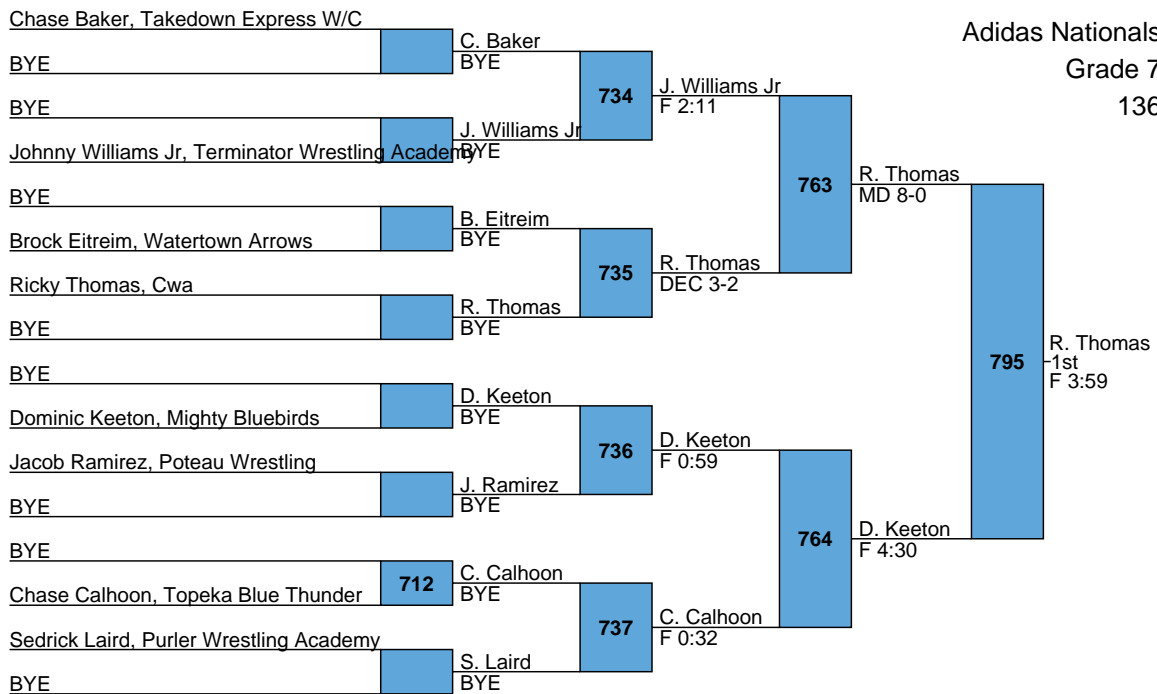 Chase Baker, Takedown Express W/C
BYE
BYE
Johnny Williams Jr, Terminator Wrestling Academy
BYE
Brock Eitreim, Watertown Arrows
Ricky Thomas, Cwa
BYE
BYE
Dominic Keeton, Mighty Bluebirds
Jacob Ramirez, Poteau Wrestling
BYE
BYE
Chase Calhoon, Topeka Blue Thunder
Sedrick Laird, Purler Wrestling Academy
BYE
712
C. Baker
BYE
J. Williams Jr
BYE
B. Eitreim
BYE
R. Thomas
BYE
D. Keeton
BYE
J. Ramirez
BYE
C. Calhoon
BYE
S. Laird
BYE
734
735
736
737
J. Williams Jr
F 2:11
R. Thomas
DEC 3-2
D. Keeton
F 0:59
C. Calhoon
F 0:32
763
764
R. Thomas
MD 8-0
D. Keeton
F 4:30
795
R. Thomas
1st
F 3:59
Adidas Nationals
Grade 7
136